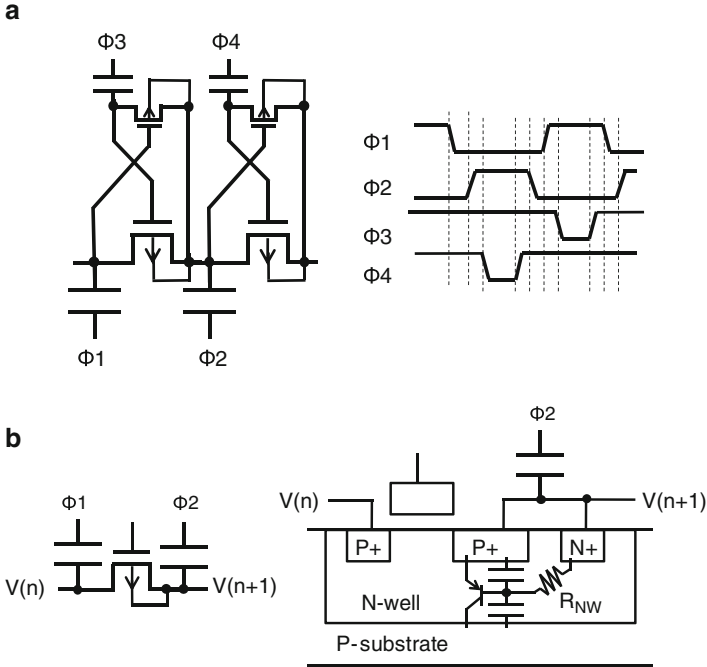 a
Φ3
Φ4
Φ1
Φ2
Φ1
Φ2
Φ3
Φ4
b
Φ1
Φ2
V(n)
V(n+1)
Φ2
V(n)
V(n+1)
P+
P+
N+
N-well
RNW
P-substrate